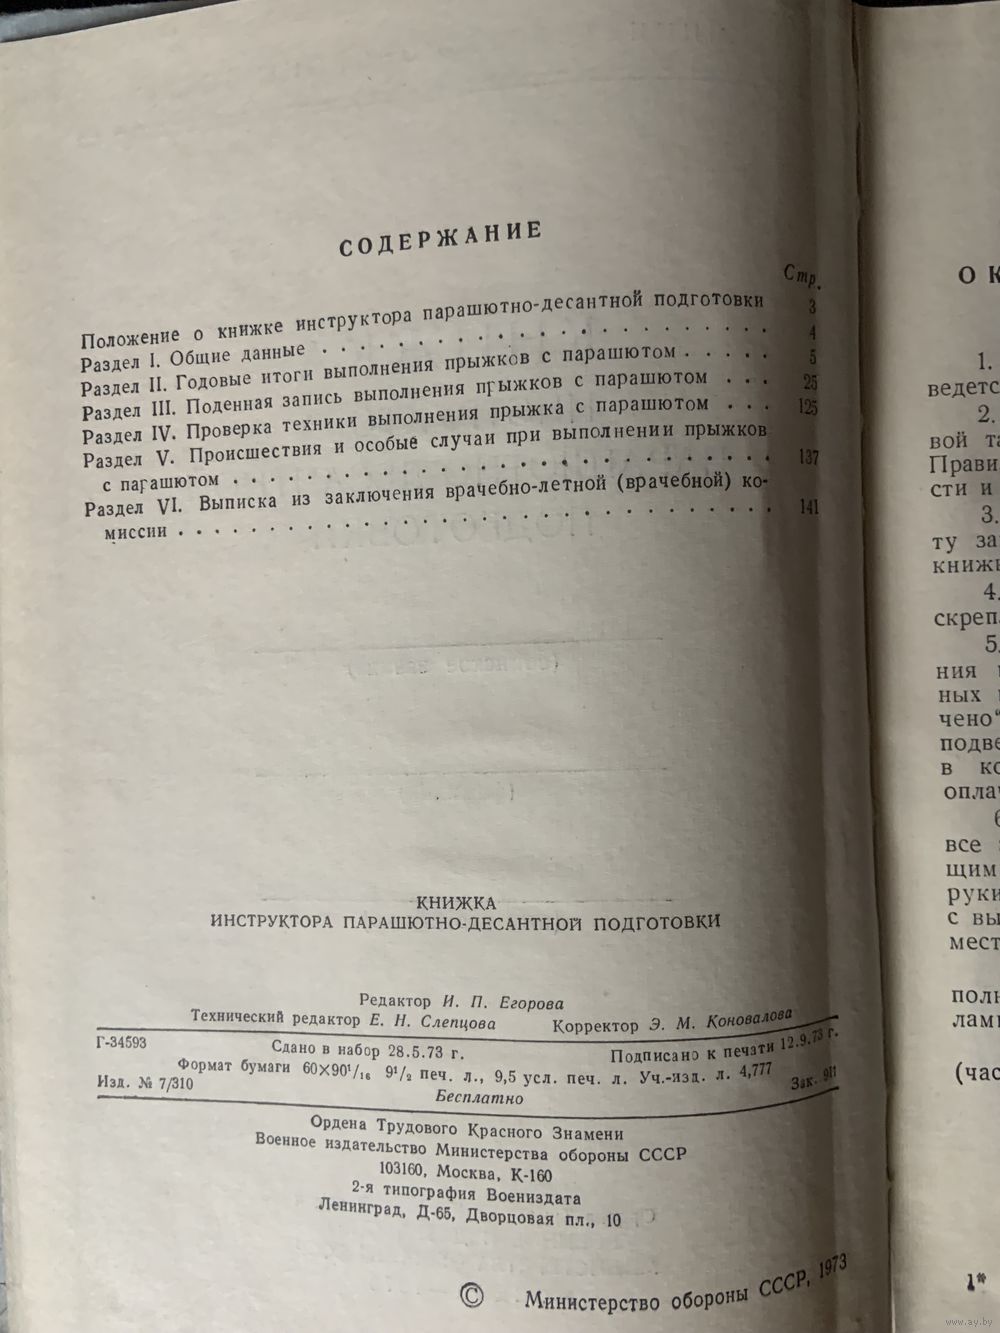 СОДЕРЖАНИЕ
Стр.
Положение о книжке инструктора парашютно-десантной подготовки 3
Раздел I. Общие данные . . . . . . . . . . . . . . . . . . . . 4
Раздел II. Годовые итоги выполнения прыжков с парашютом . . . . . 5
Раздел III. Поденная запись выполнения прыжков с парашютом . . . 25
Раздел IV. Проверка техники выполнения прыжка с парашютом . . . 125
Раздел V. Происшествия и особые случаи при выполнении прыжков
с парашютом . . . . . . . . . . . . . . . . . . . . 137
Раздел VI. Выписка из заключения врачебно-летной (врачебной) ко-
миссии . . . . . . . . . . . . . . . . . . . . . . 141
КНИЖКА
ИНСТРУКТОРА ПАРАШЮТНО-ДЕСАНТНОЙ ПОДГОТОВКИ
Редактор И. П. Егорова
Технический редактор Е. Н. Слепцова Корректор Э. М. Коновалова
Г-34593 Сдано в набор 28.5.73 г. Подписано к печати 12.9.73 г.
Формат бумаги 60×90¹/₁₆ 9¹/₂ печ. л., 9,5 усл. печ. л. Уч.-изд. л. 4,777
Изд. № 7/310 Бесплатно Зак. 911
Ордена Трудового Красного Знамени
Военное издательство Министерства обороны СССР
103160, Москва, К-160
2-я типография Воениздата
Ленинград, Д-65, Дворцовая пл., 10
© Министерство обороны СССР, 1973
О К
1.
ведетс
2.
вой та
Прави
сти и
3.
ту за
книжк
4.
скреп
5.
ния
ных
чено“
подве
в ко
опла
все
щим
руки
с вы
мест
полн
лами
(час
1*
www.ay.by